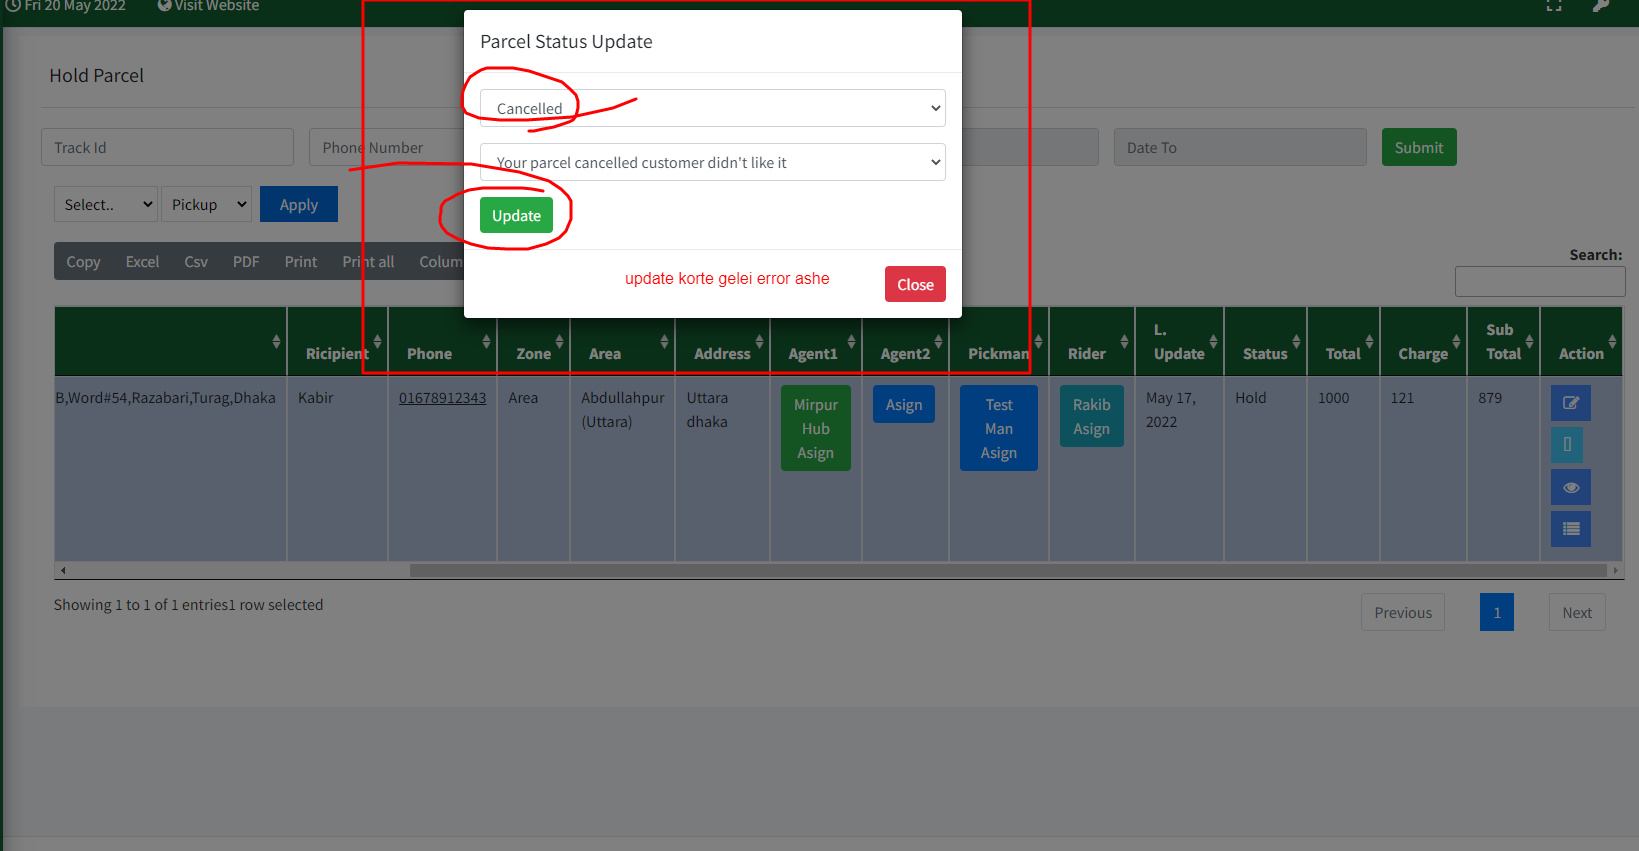 Fri 20 May 2022 Visit Website
Parcel Status Update
Hold Parcel
Cancelled
Track Id Phone Number Date To Submit
Your parcel cancelled customer didn't like it
Select.. Pickup Apply
Update
Copy Excel Csv PDF Print Print all Colum
Search:
update korte gelei error ashe
Close
Ricipient Phone Zone Area Address Agent1 Agent2 Pickman Rider L. Update Status Total Charge Sub Total Action
B,Word#54,Razabari,Turag,Dhaka Kabir 01678912343 Area Abdullahpur Uttara Mirpur Asign Test Rakib May 17, Hold 1000 121 879
(Uttara) dhaka Hub Man Asign 2022
Asign Asign
Showing 1 to 1 of 1 entries1 row selected
Previous 1 Next